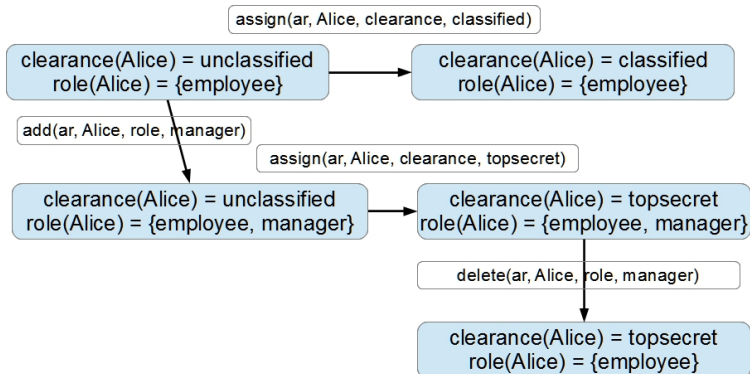 assign(ar, Alice, clearance, classified)
clearance(Alice) = unclassified
role(Alice) = {employee}
clearance(Alice) = classified
role(Alice) = {employee}
add(ar, Alice, role, manager)
assign(ar, Alice, clearance, topsecret)
clearance(Alice) = unclassified
role(Alice) = {employee, manager}
clearance(Alice) = topsecret
role(Alice) = {employee, manager}
delete(ar, Alice, role, manager)
clearance(Alice) = topsecret
role(Alice) = {employee}